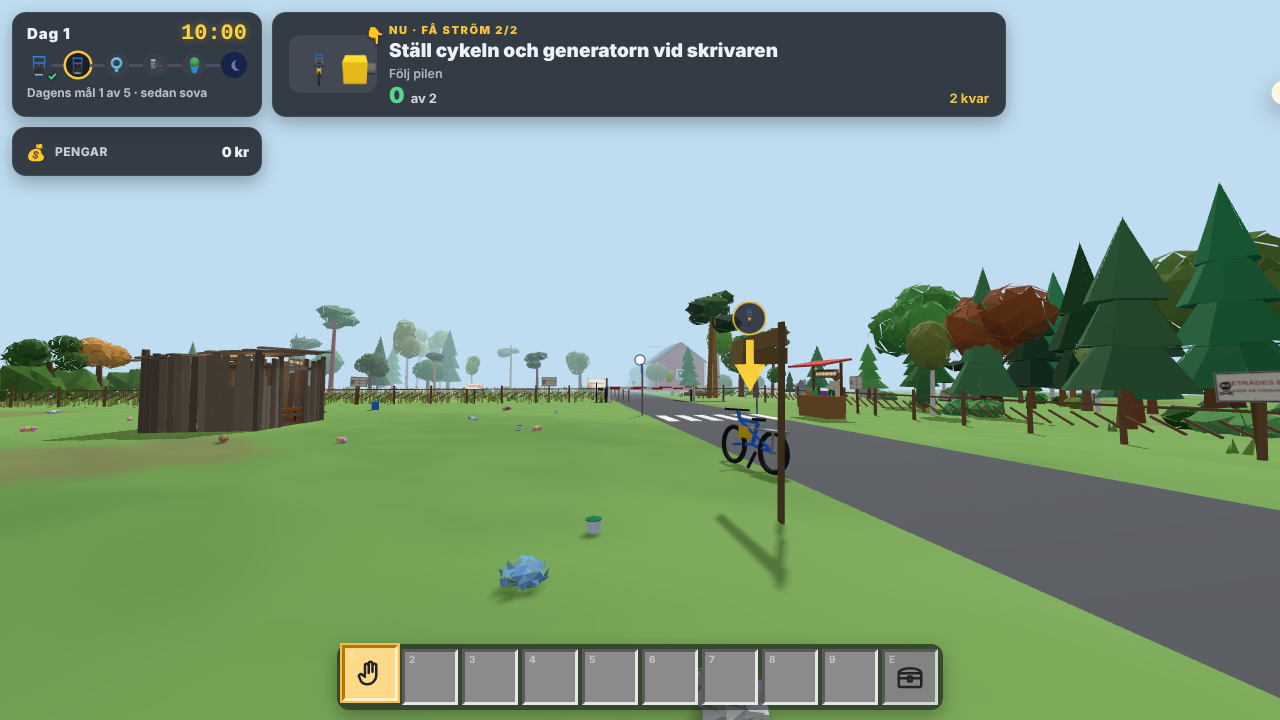 Dag 1
10:00
Dagens mål 1 av 5 · sedan sova
PENGAR
0 kr
NU · FÅ STRÖM 2/2
Ställ cykeln och generatorn vid skrivaren
Följ pilen
0 av 2
2 kvar
1
2
3
4
5
6
7
8
9
E